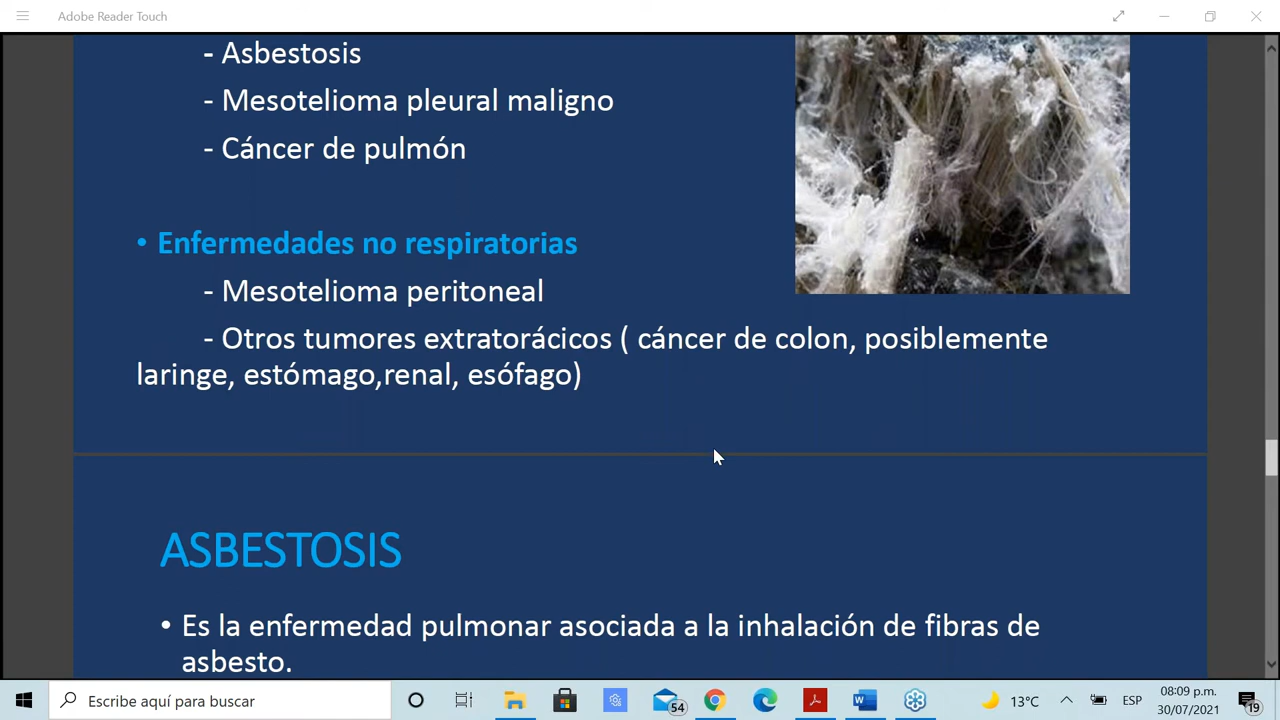 Adobe Reader Touch
- Asbestosis
- Mesotelioma pleural maligno
- Cáncer de pulmón
• Enfermedades no respiratorias
- Mesotelioma peritoneal
- Otros tumores extratorácicos ( cáncer de colon, posiblemente
laringe, estómago,renal, esófago)
ASBESTOSIS
• Es la enfermedad pulmonar asociada a la inhalación de fibras de
asbesto.
Escribe aquí para buscar
54
13°C
ESP
08:09 p.m.
30/07/2021
19